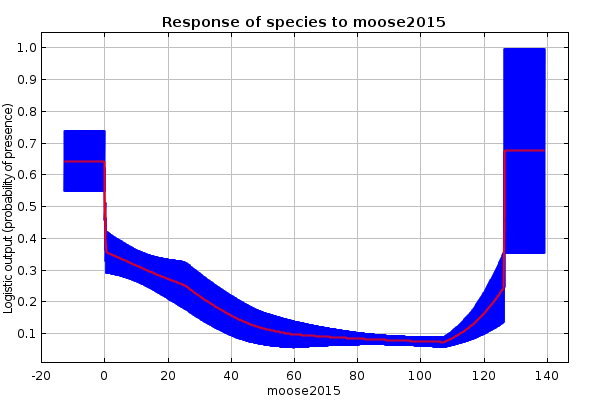 Response of species to moose2015
Logistic output (probability of presence)
1.0
0.9
0.8
0.7
0.6
0.5
0.4
0.3
0.2
0.1
-20 0 20 40 60 80 100 120 140
moose2015